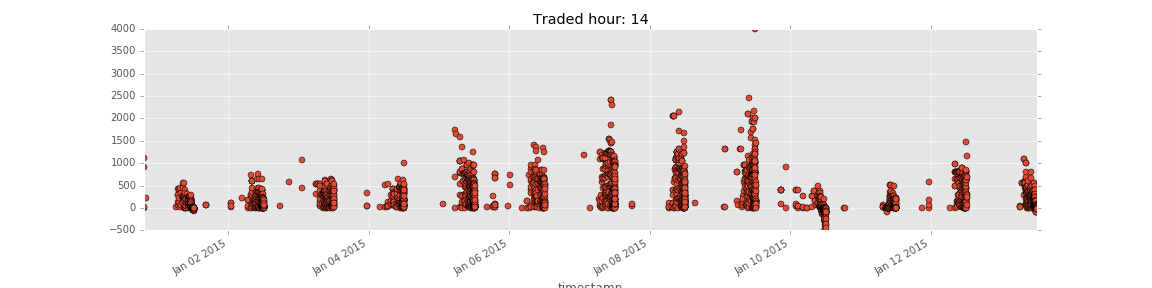 Traded hour: 14
4000
3500
3000
2500
2000
1500
1000
500
0
−500
Jan 02 2015
Jan 04 2015
Jan 06 2015
Jan 08 2015
Jan 10 2015
Jan 12 2015
timestamp